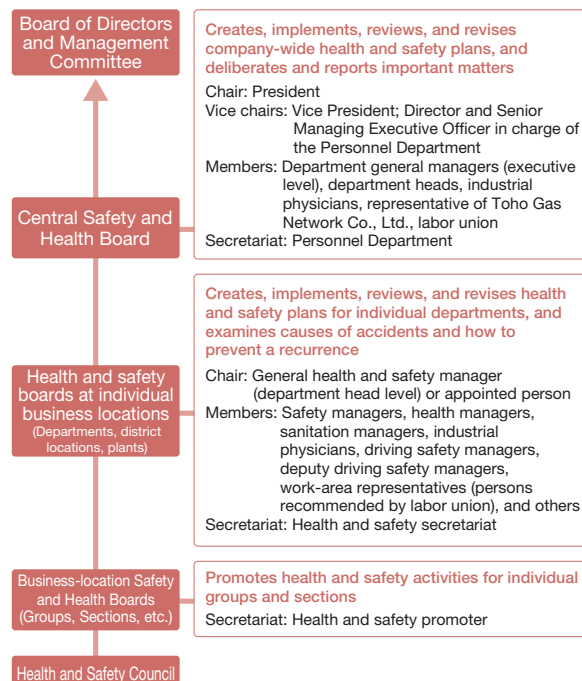 Board of Directors
and Management
Committee
Creates, implements, reviews, and revises
company-wide health and safety plans, and
deliberates and reports important matters
Chair: President
Vice chairs: Vice President; Director and Senior
Managing Executive Officer in charge of
the Personnel Department
Members: Department general managers (executive
level), department heads, industrial
physicians, representative of Toho Gas
Network Co., Ltd., labor union
Secretariat: Personnel Department
Central Safety and
Health Board
Creates, implements, reviews, and revises health
and safety plans for individual departments, and
examines causes of accidents and how to
prevent a recurrence
Chair: General health and safety manager
(department head level) or appointed person
Members: Safety managers, health managers,
sanitation managers, industrial
physicians, driving safety managers,
deputy driving safety managers,
work-area representatives (persons
recommended by labor union), and others
Secretariat: Health and safety secretariat
Health and safety
boards at individual
business locations
(Departments, district
locations, plants)
Business-location Safety
and Health Boards
(Groups, Sections, etc.)
Promotes health and safety activities for individual
groups and sections
Secretariat: Health and safety promoter
Health and Safety Council